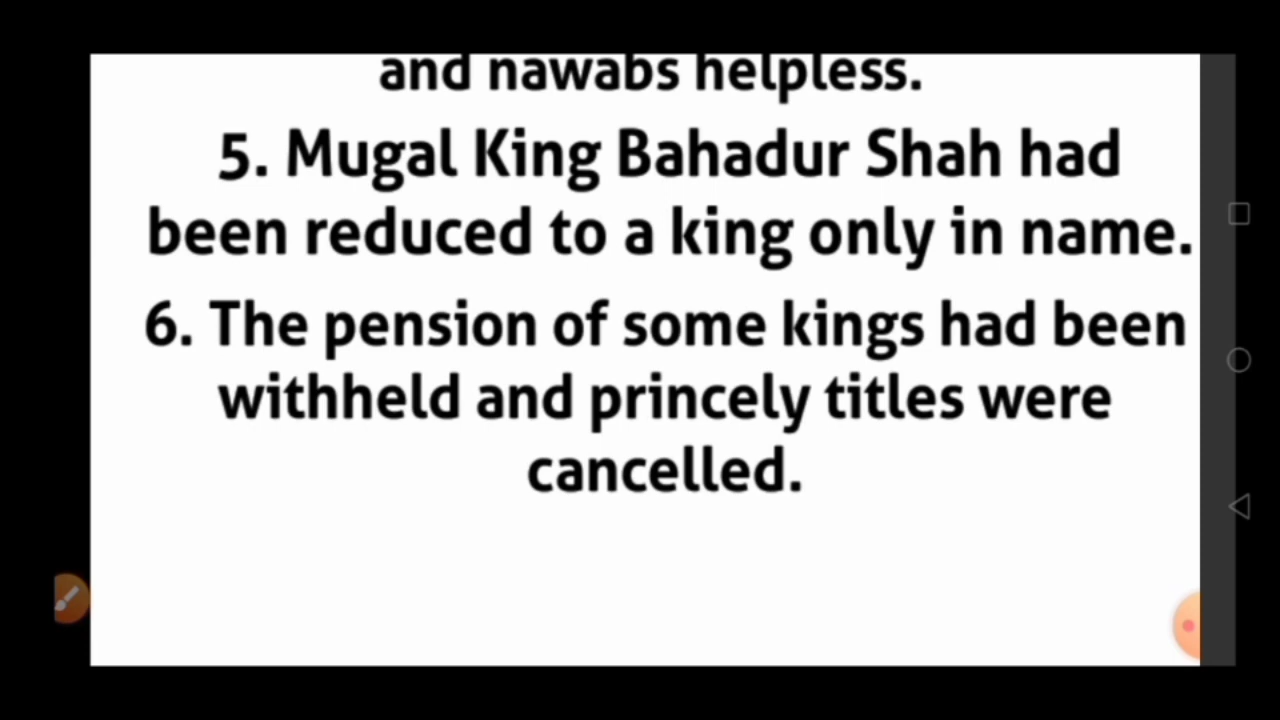 and nawabs helpless.
5. Mugal King Bahadur Shah had
been reduced to a king only in name.
6. The pension of some kings had been
withheld and princely titles were
cancelled.